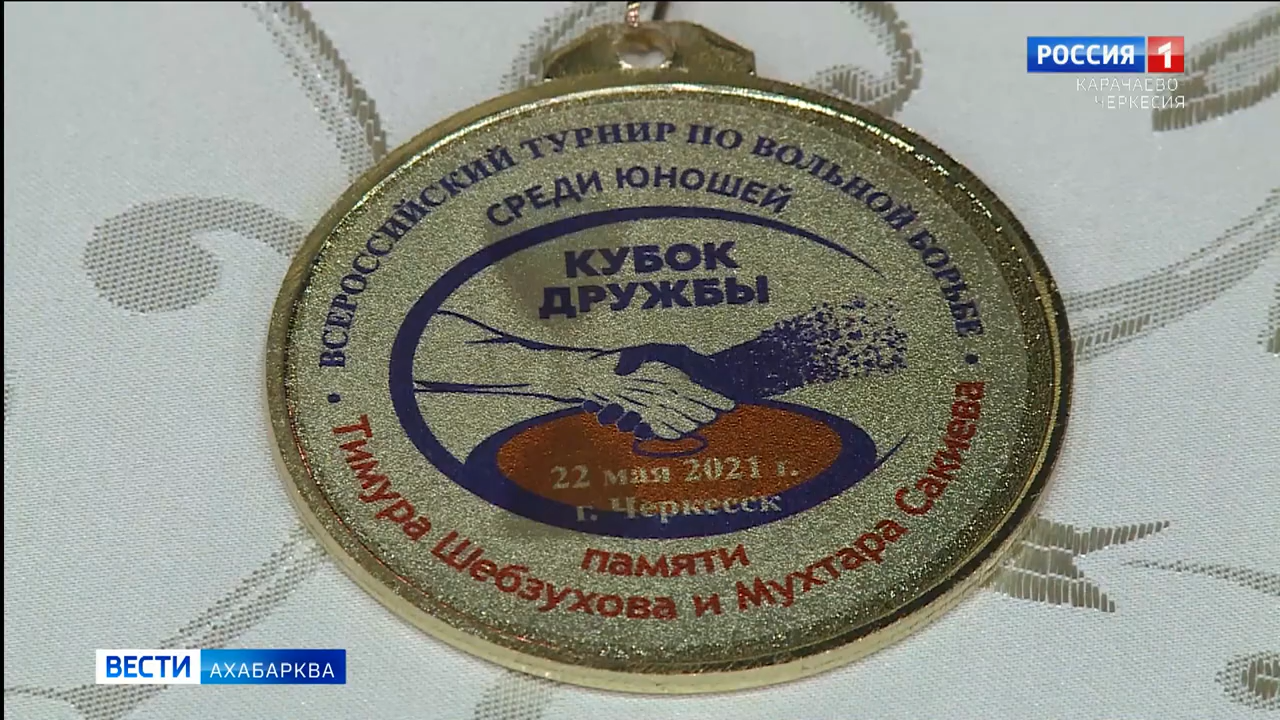 РОССИЯ 1
КАРАЧАЕВО
ЧЕРКЕСИЯ
• ВСЕРОССИЙСКИЙ ТУРНИР ПО ВОЛЬНОЙ БОРЬБЕ •
СРЕДИ ЮНОШЕЙ
КУБОК
ДРУЖБЫ
22 мая 2021 г.
г. Черкесск
памяти
Тимура Шебзухова и Мухтара Сакиева
ВЕСТИ АХАБАРКВА